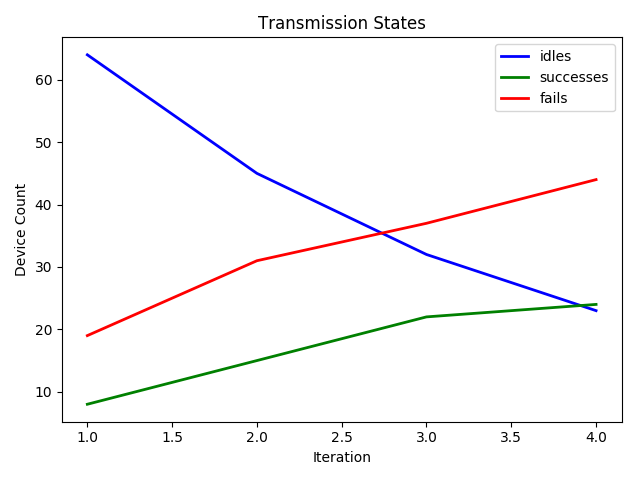 Transmission States
idles
successes
fails
60
50
40
30
20
10
Device Count
1.0 1.5 2.0 2.5 3.0 3.5 4.0
Iteration